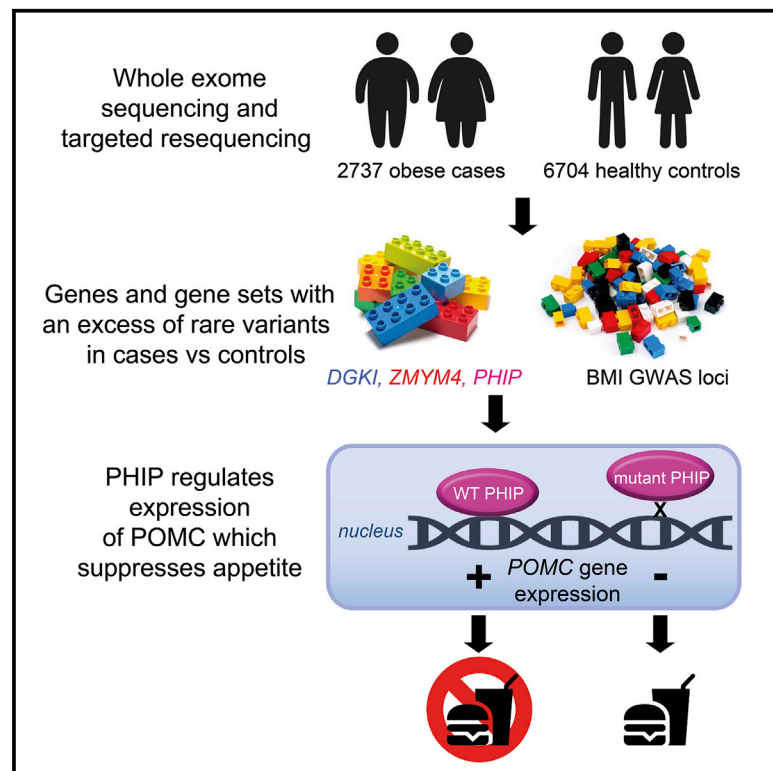 Whole exome
sequencing and
targeted resequencing
2737 obese cases
6704 healthy controls
Genes and gene sets with
an excess of rare variants
in cases vs controls
DGKI, ZMYM4, PHIP
BMI GWAS loci
PHIP regulates
expression
of POMC which
suppresses appetite
WT PHIP
mutant PHIP
X
nucleus
+ POMC gene -
expression